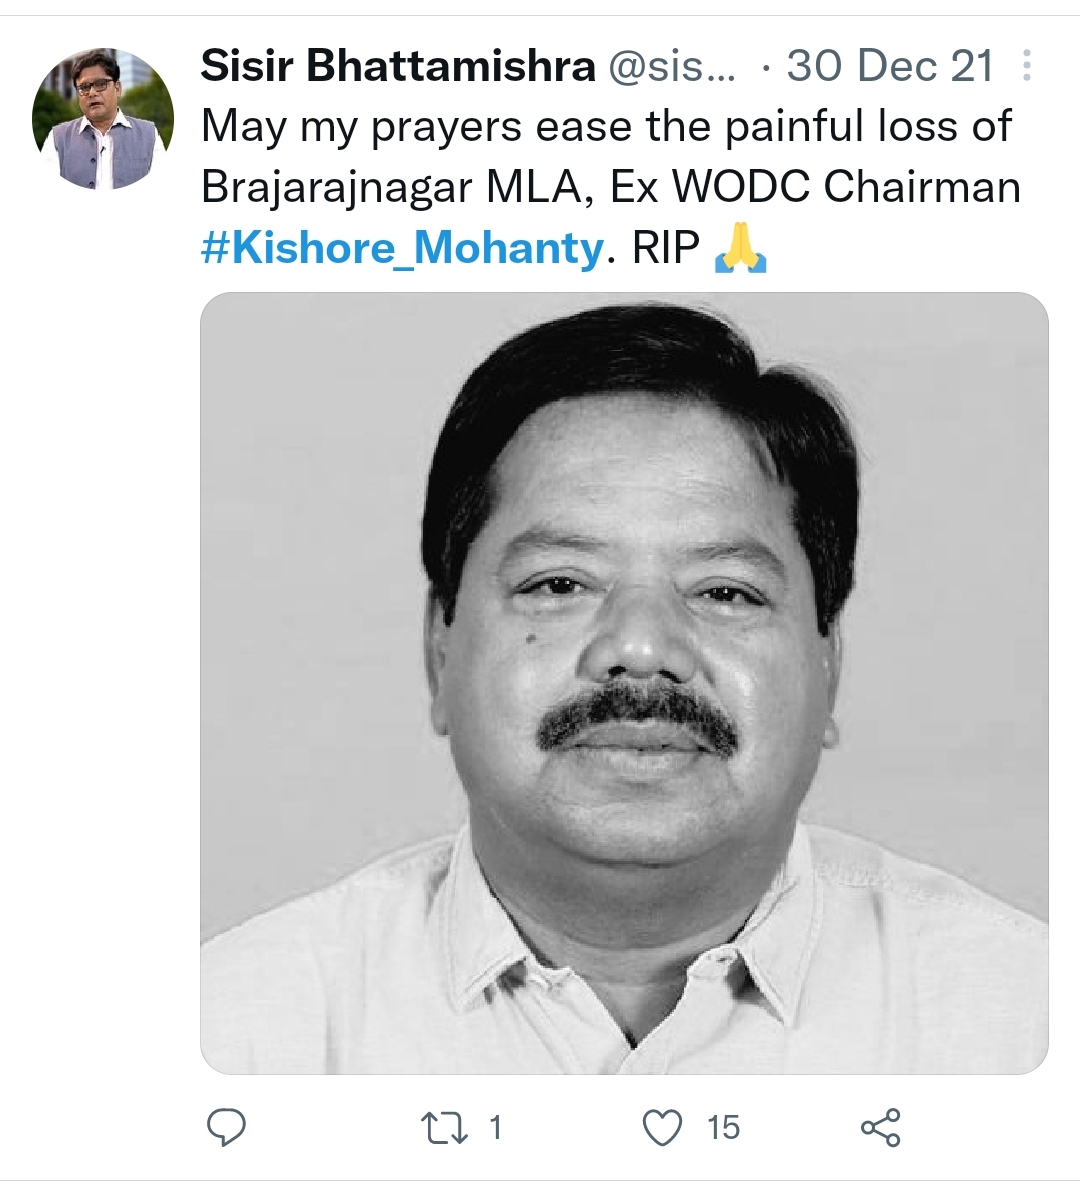 Sisir Bhattamishra @sis... · 30 Dec 21
May my prayers ease the painful loss of
Brajarajnagar MLA, Ex WODC Chairman
#Kishore_Mohanty. RIP 🙏
1 15